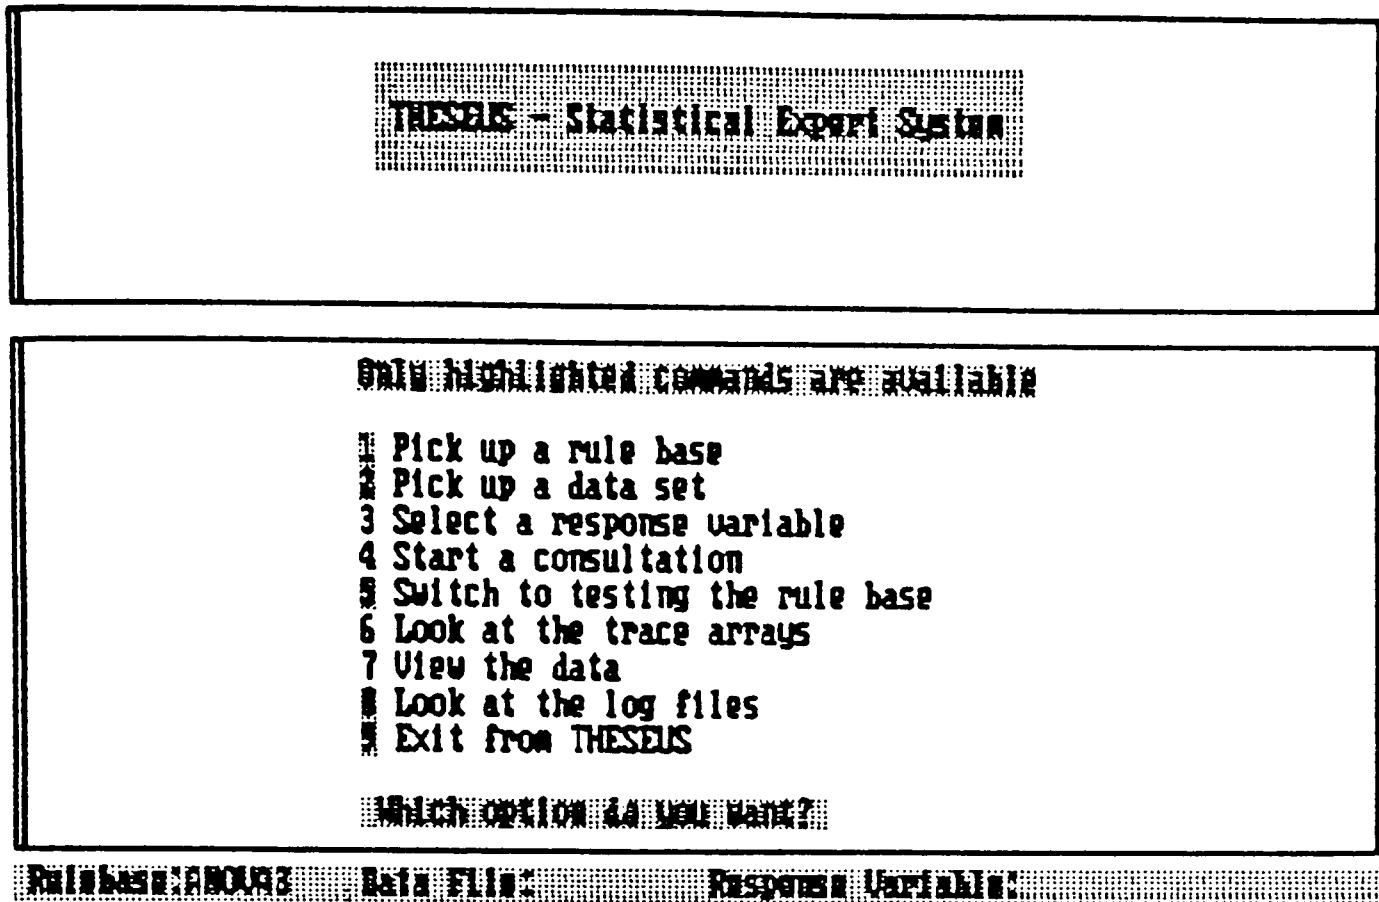 THESEUS - Statistical Expert System
Only highlighted commands are available
1 Pick up a rule base
2 Pick up a data set
3 Select a response variable
4 Start a consultation
5 Switch to testing the rule base
6 Look at the trace arrays
7 View the data
8 Look at the log files
9 Exit from THESEUS
Which option do you want?
Rulebase:ANOVA3 Data File: Response Variable: